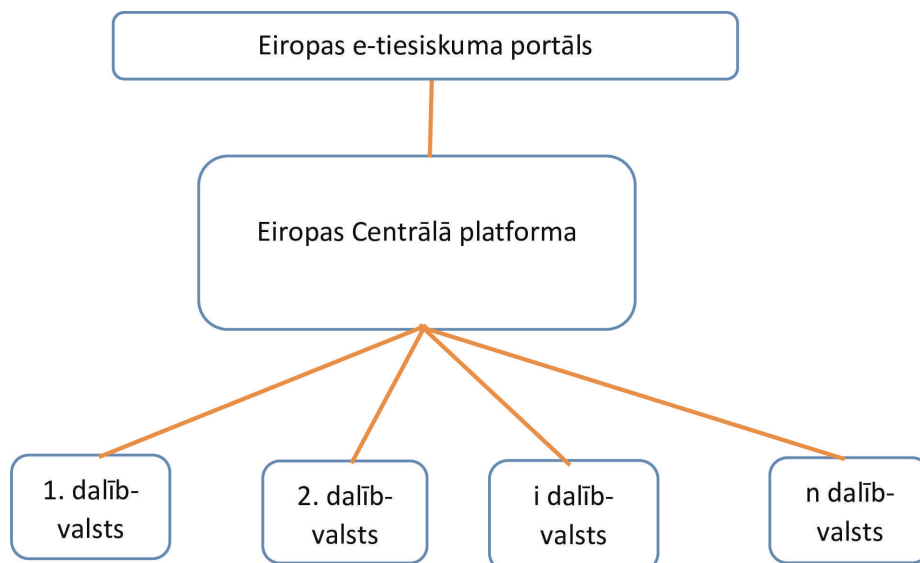 Eiropas e-tiesiskuma portāls
Eiropas Centrālā platforma
1. dalīb-
valsts
2. dalīb-
valsts
i dalīb-
valsts
n dalīb-
valsts